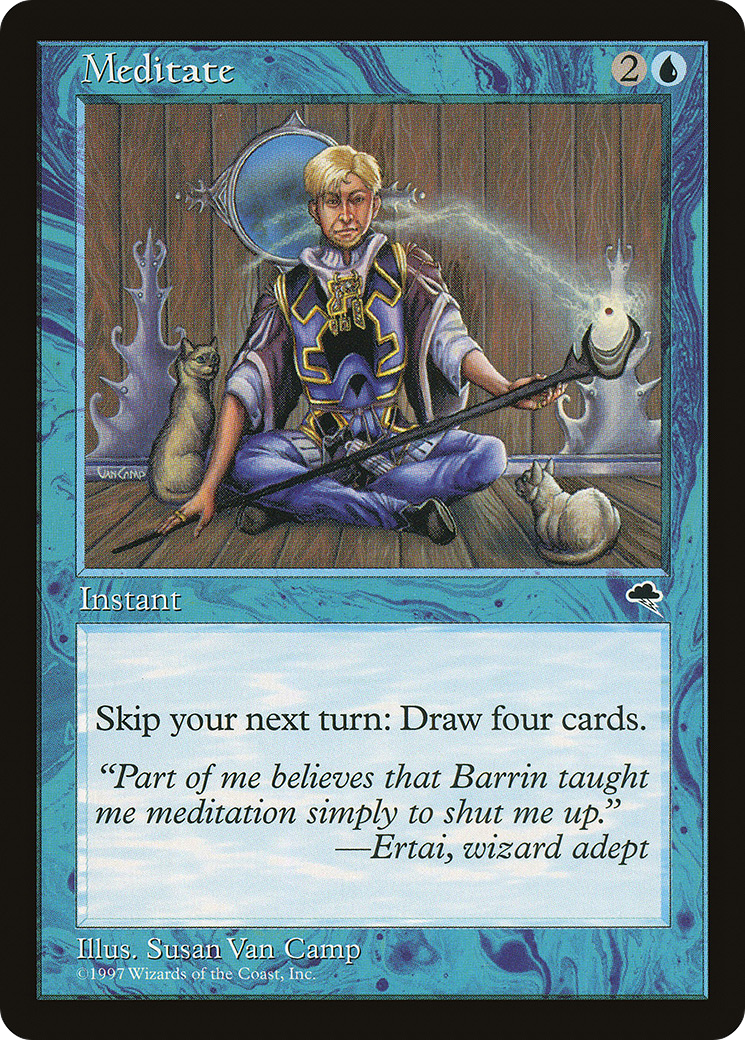 Meditate 2
VanCamp
Instant
Skip your next turn: Draw four cards.
“Part of me believes that Barrin taught
me meditation simply to shut me up.”
—Ertai, wizard adept
Illus. Susan Van Camp
©1997 Wizards of the Coast, Inc.